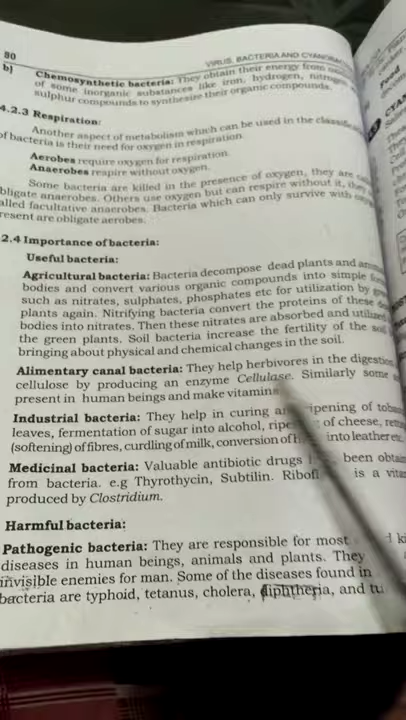 80
VIRUS, BACTERIA AND
b) Chemosynthetic bacteria: They obtain their energy from
of some inorganic substances like iron, hydrogen,
sulphur compounds to synthesize their organic compounds.
4.2.3 Respiration:
Another aspect of metabolism which can be used in the
of bacteria is their need for oxygen in respiration.
Aerobes require oxygen for respiration.
Anaerobes respire without oxygen.
Some bacteria are killed in the presence of oxygen, they are
bligate anaerobes. Others use oxygen but can respire without it, they
alled facultative anaerobes. Bacteria which can only survive with
resent are obligate aerobes.
2.4 Importance of bacteria:
Useful bacteria:
Agricultural bacteria: Bacteria decompose dead plants and
bodies and convert various organic compounds into simple
such as nitrates, sulphates, phosphates etc for utilization by
plants again. Nitrifying bacteria convert the proteins of these
bodies into nitrates. Then these nitrates are absorbed and utilized
the green plants. Soil bacteria increase the fertility of the soil
bringing about physical and chemical changes in the soil.
Alimentary canal bacteria: They help herbivores in the digestion
cellulose by producing an enzyme Cellulase. Similarly some
present in human beings and make vitamins
Industrial bacteria: They help in curing ripening of
leaves, fermentation of sugar into alcohol, of cheese,
(softening) of fibres, curdling of milk, conversion of into leather
Medicinal bacteria: Valuable antibiotic drugs been
from bacteria. e.g Thyrothycin, Subtilin. is a
produced by Clostridium.
Harmful bacteria:
Pathogenic bacteria: They are responsible for most
diseases in human beings, animals and plants. They
invisible enemies for man. Some of the diseases found in
bacteria are typhoid, tetanus, cholera, diphtheria, and